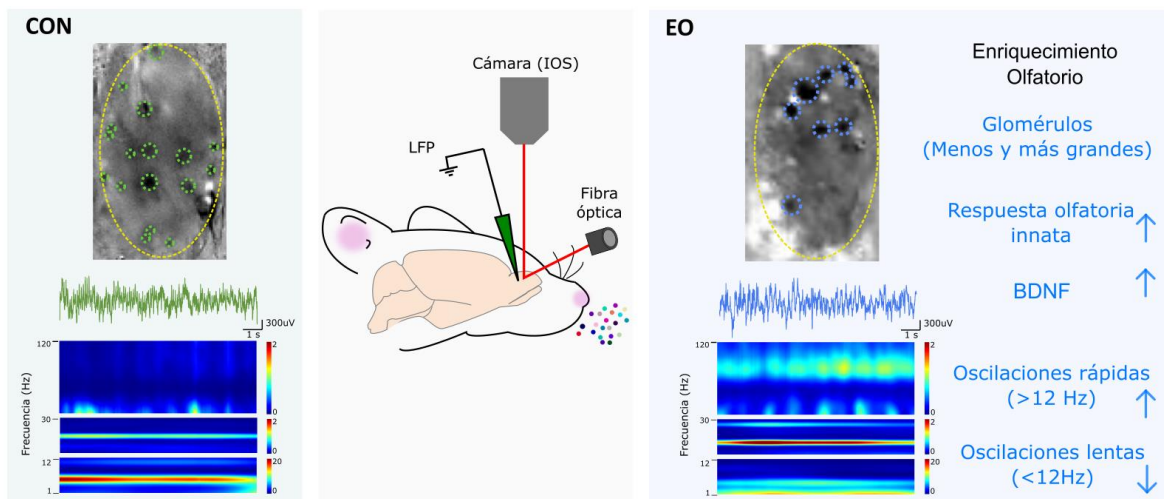 CON
300uV
1 s
120
2
0
Frecuencia (Hz)
30
2
0
12
20
1
0
Cámara (IOS)
LFP
Fibra
óptica
EO
300uV
1 s
120
2
0
Frecuencia (Hz)
30
2
0
12
20
1
0
Enriquecimiento
Olfatorio
Glomérulos
(Menos y más grandes)
Respuesta olfatoria
innata
BDNF
Oscilaciones rápidas
(>12 Hz)
Oscilaciones lentas
(<12Hz)